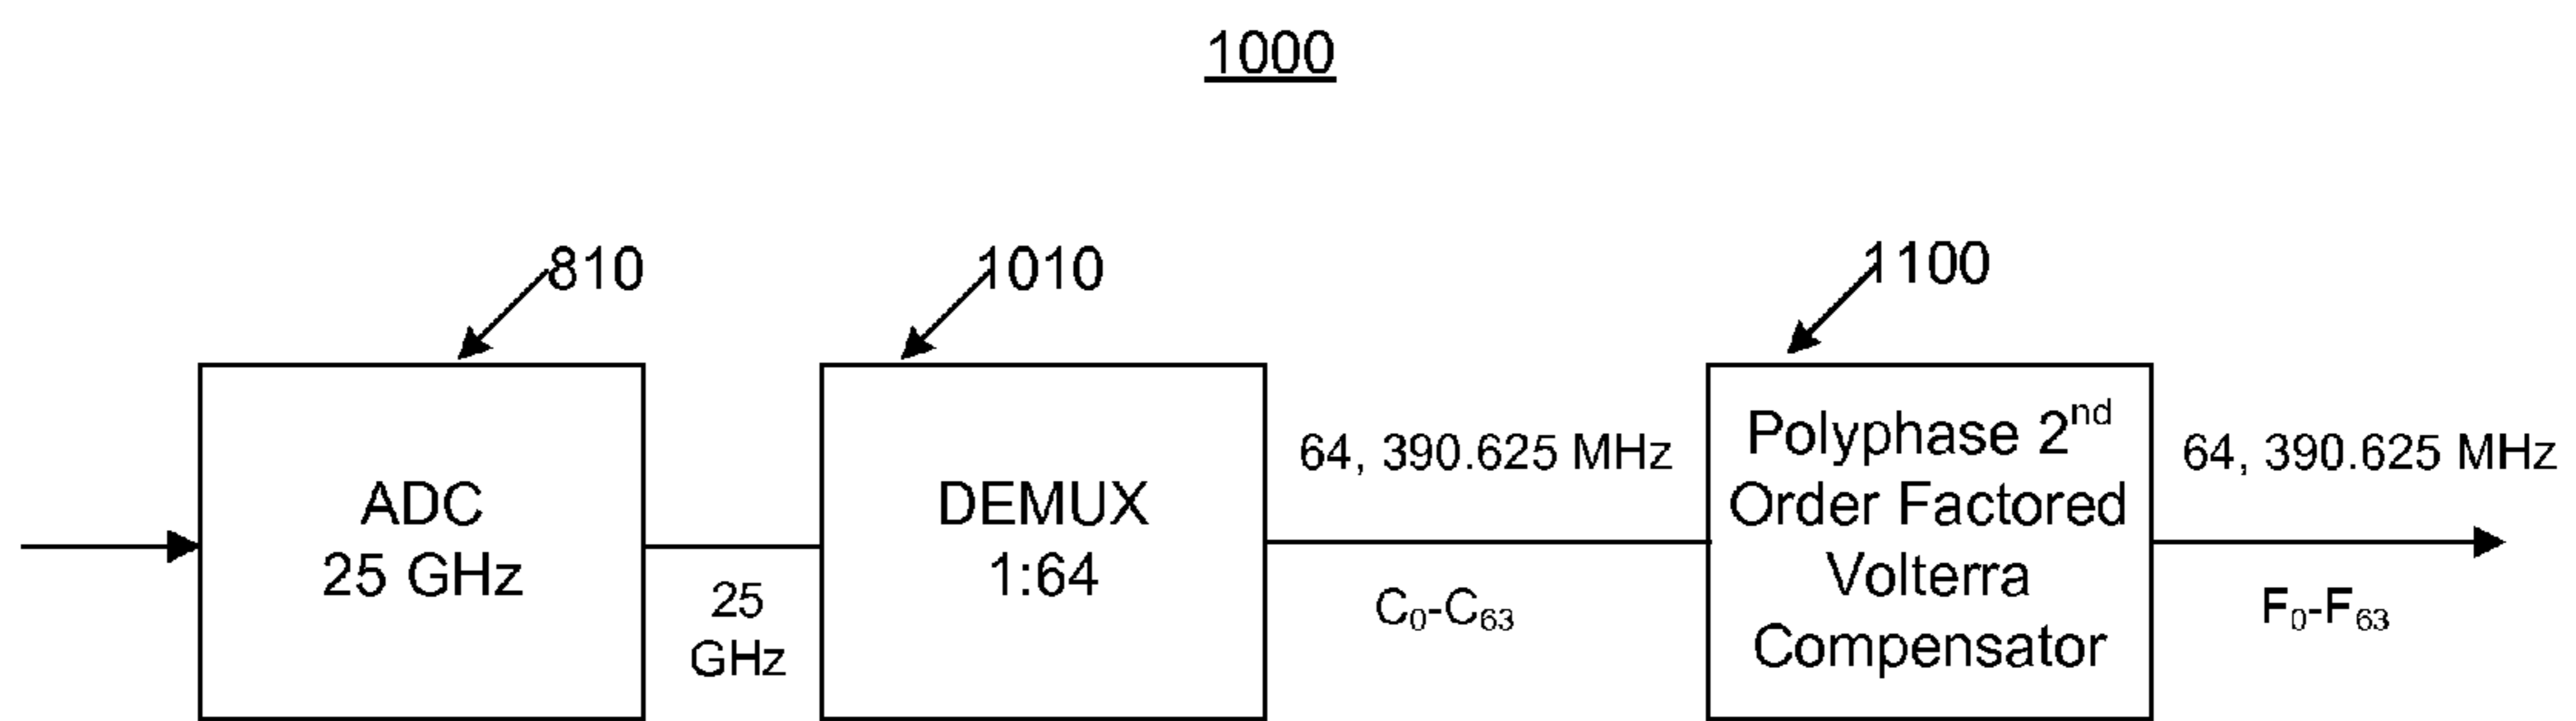 1000
810
1010
1100
ADC
25 GHz
25
GHz
DEMUX
1:64
64, 390.625 MHz
C₀-C₆₃
Polyphase 2ⁿᵈ
Order Factored
Volterra
Compensator
64, 390.625 MHz
F₀-F₆₃